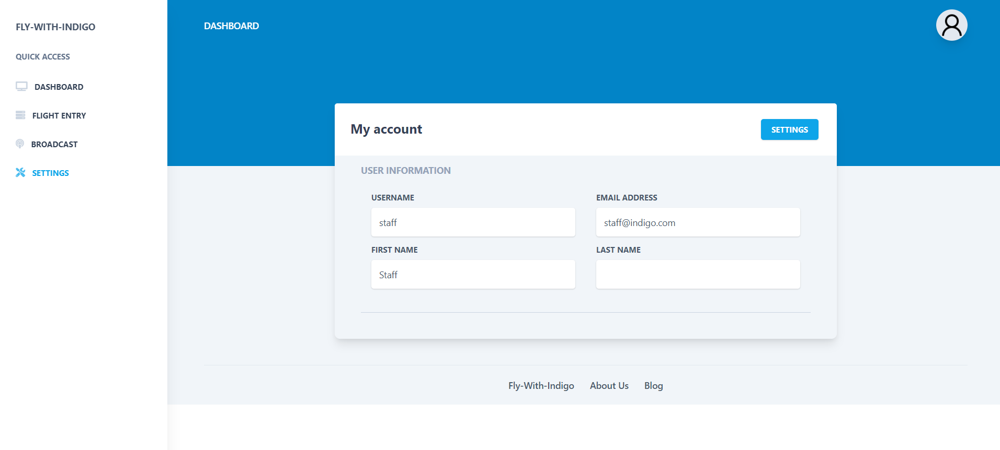 FLY-WITH-INDIGO
QUICK ACCESS
DASHBOARD
FLIGHT ENTRY
BROADCAST
SETTINGS
DASHBOARD
My account
SETTINGS
USER INFORMATION
USERNAME
staff
EMAIL ADDRESS
staff@indigo.com
FIRST NAME
Staff
LAST NAME
Fly-With-Indigo About Us Blog